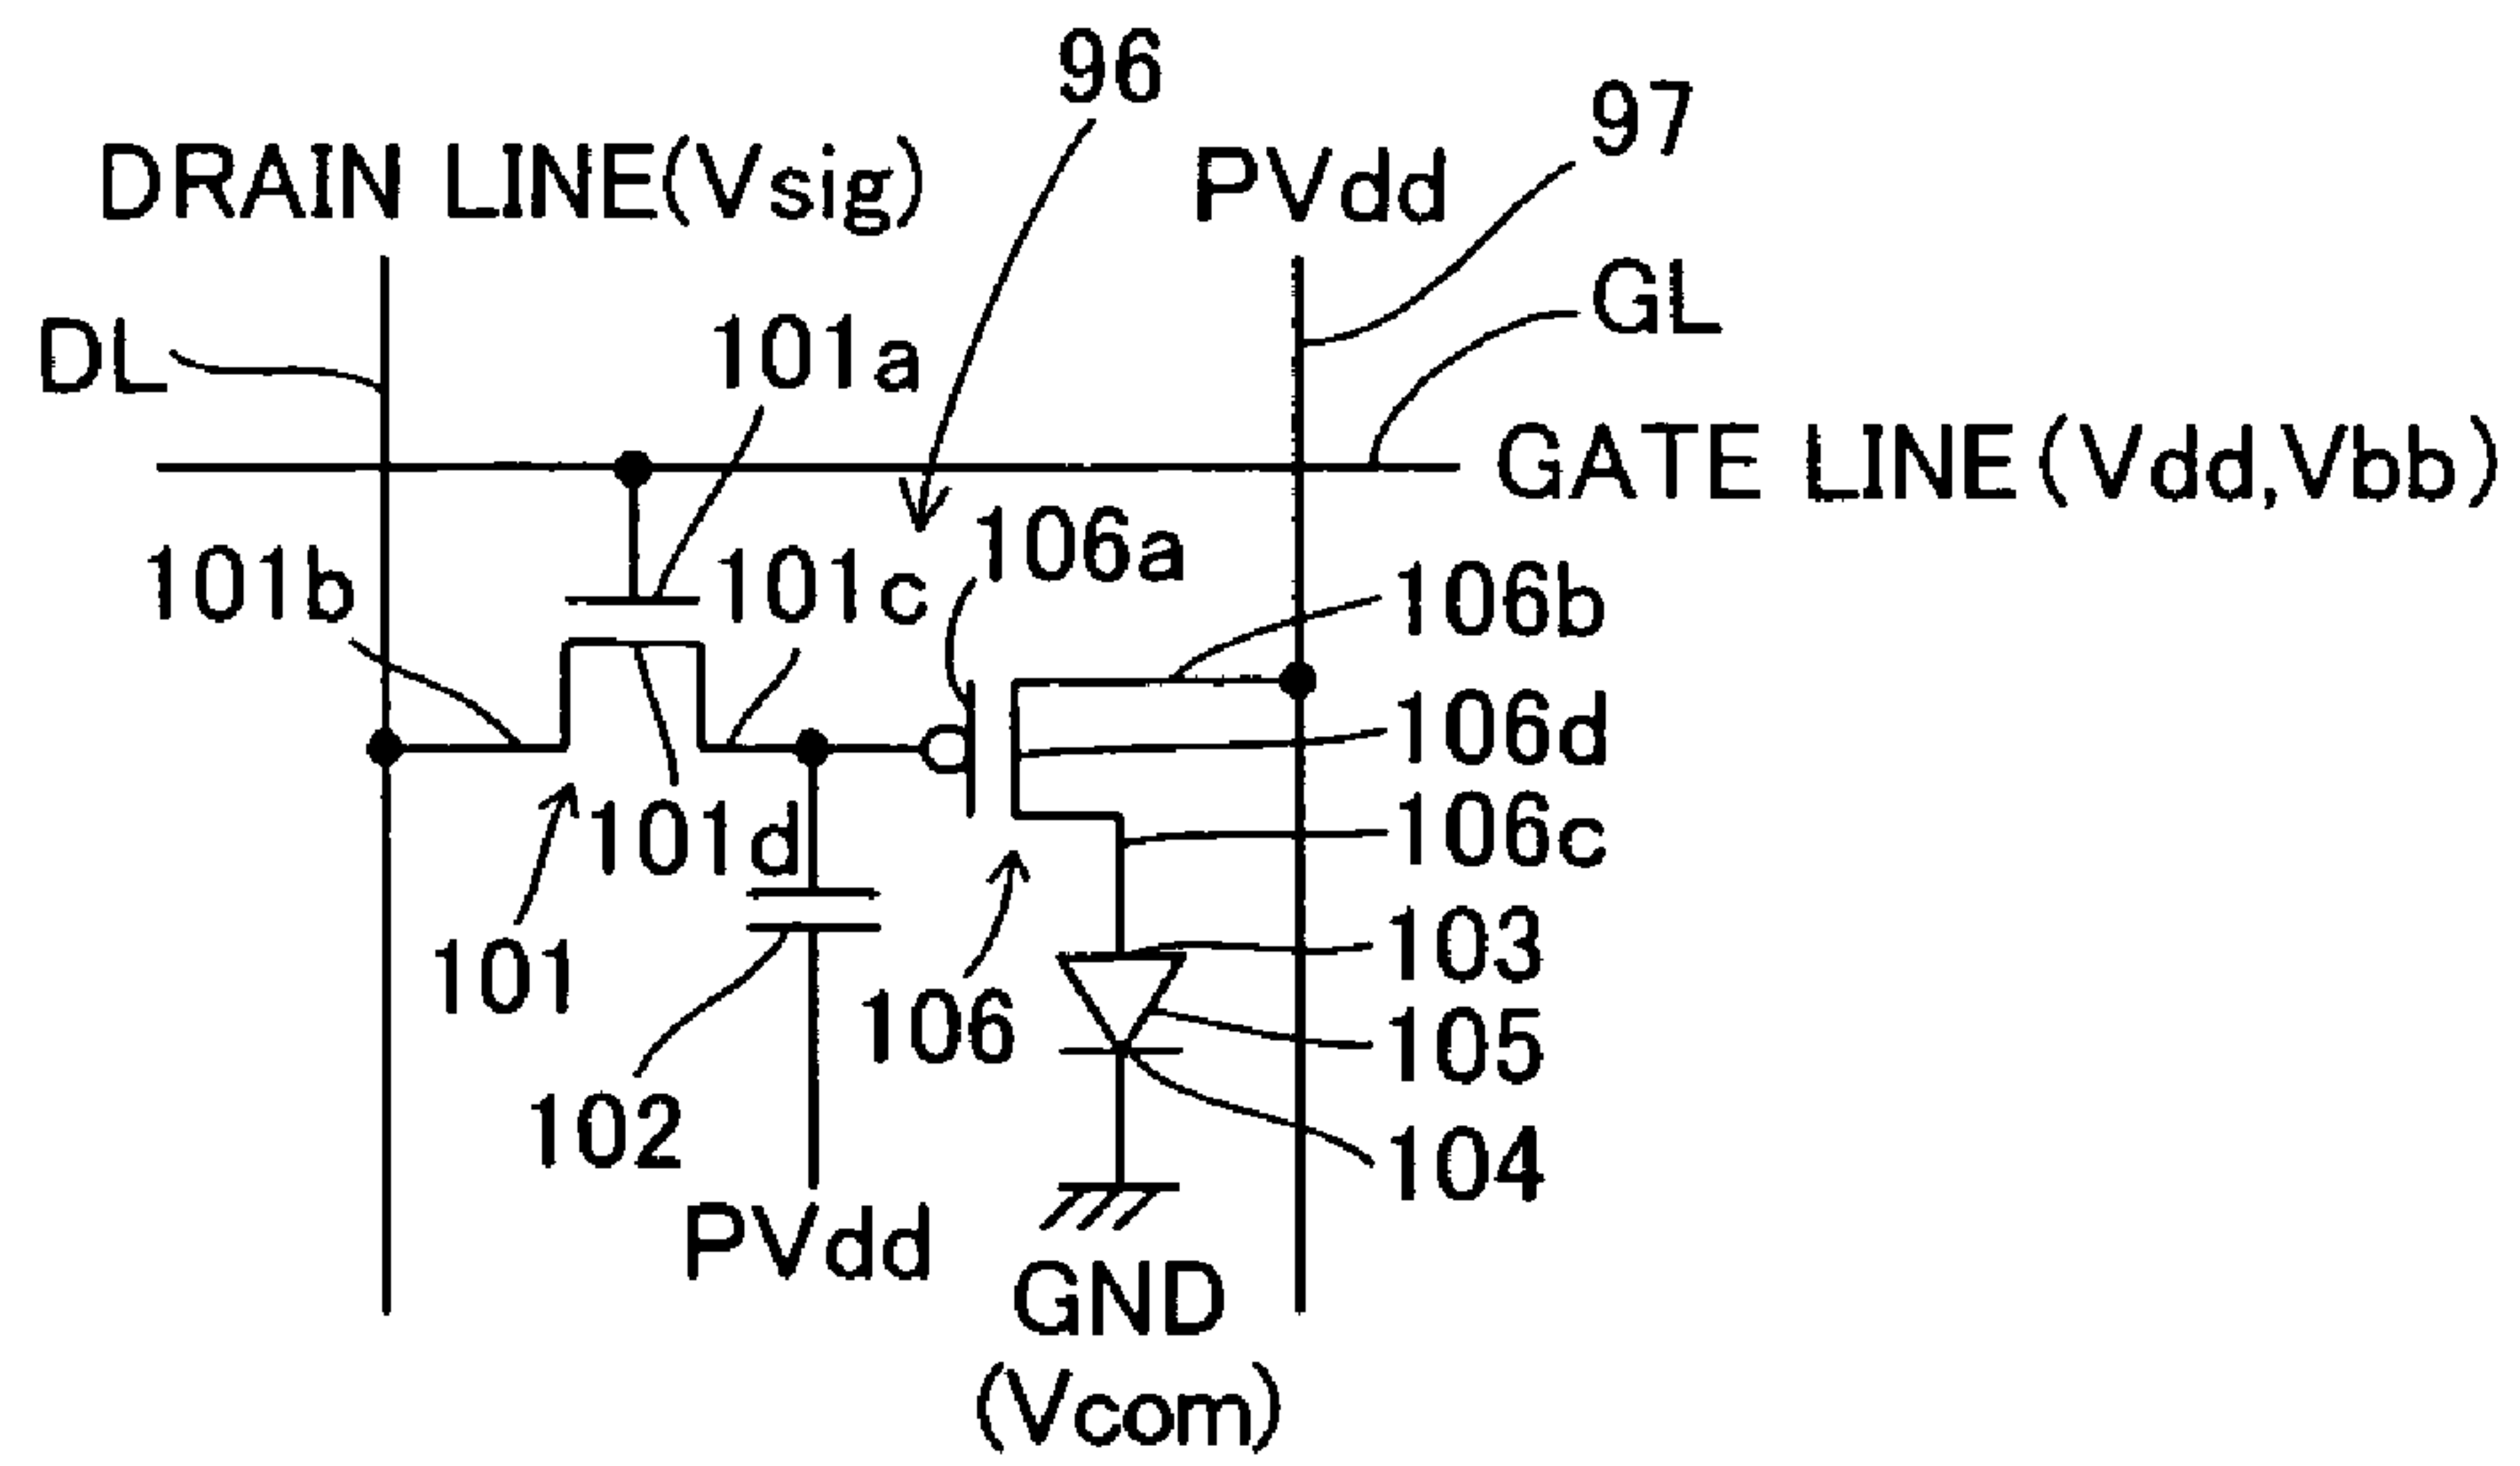 96
97
DRAIN LINE(Vsig)
PVdd
GL
DL
101a
GATE LINE(Vdd,Vbb)
106a
101b
101c
106b
106d
101d
106c
103
101
106
105
102
104
PVdd
GND
(Vcom)